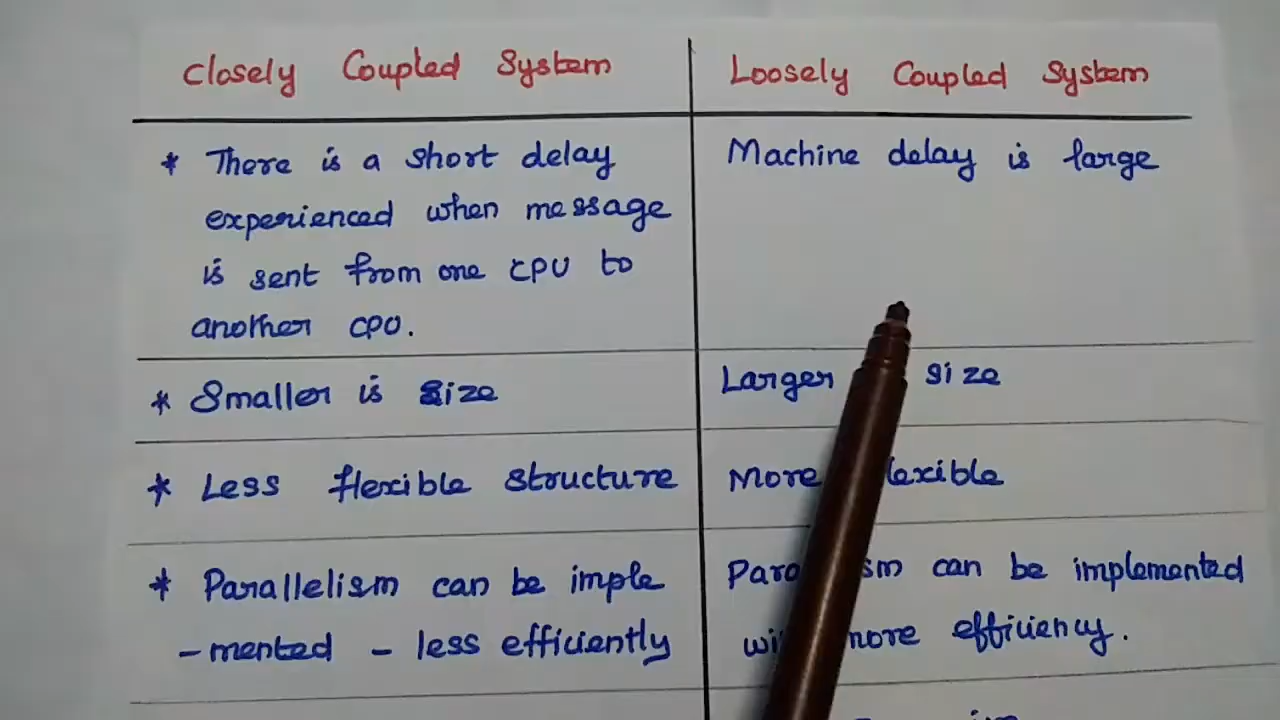 Closely Coupled System
Loosely Coupled System
* There is a short delay
experienced when message
is sent from one CPU to
another CPU.
Machine delay is large
* Smaller is size
Larger size
* Less flexible structure
More
* Parallelism can be imple
-mented - less efficiently
can be implemented
more efficiency.